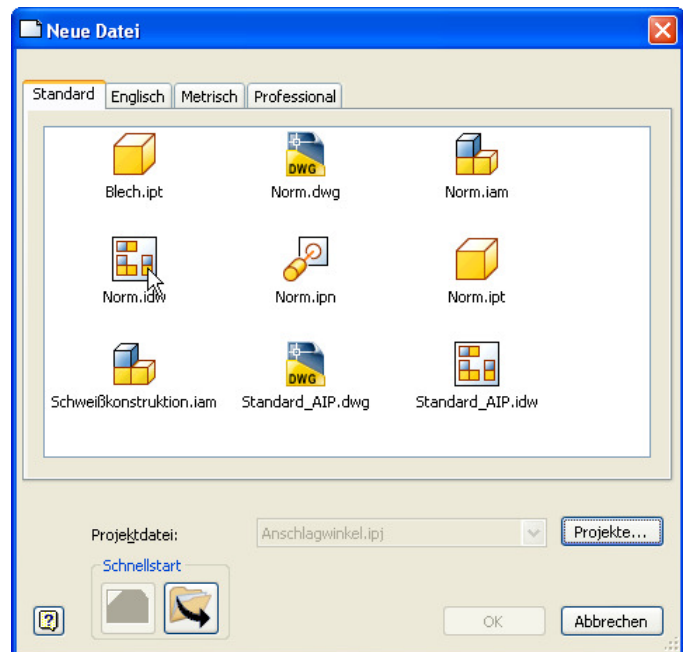 Neue Datei
Standard Englisch Metrisch Professional
DWG
Blech.ipt Norm.dwg Norm.iam
Norm.idw Norm.ipn Norm.ipt
DWG
Schweißkonstruktion.iam Standard_AIP.dwg Standard_AIP.idw
Projektdatei: Anschlagwinkel.ipj Projekte...
Schnellstart
? OK Abbrechen